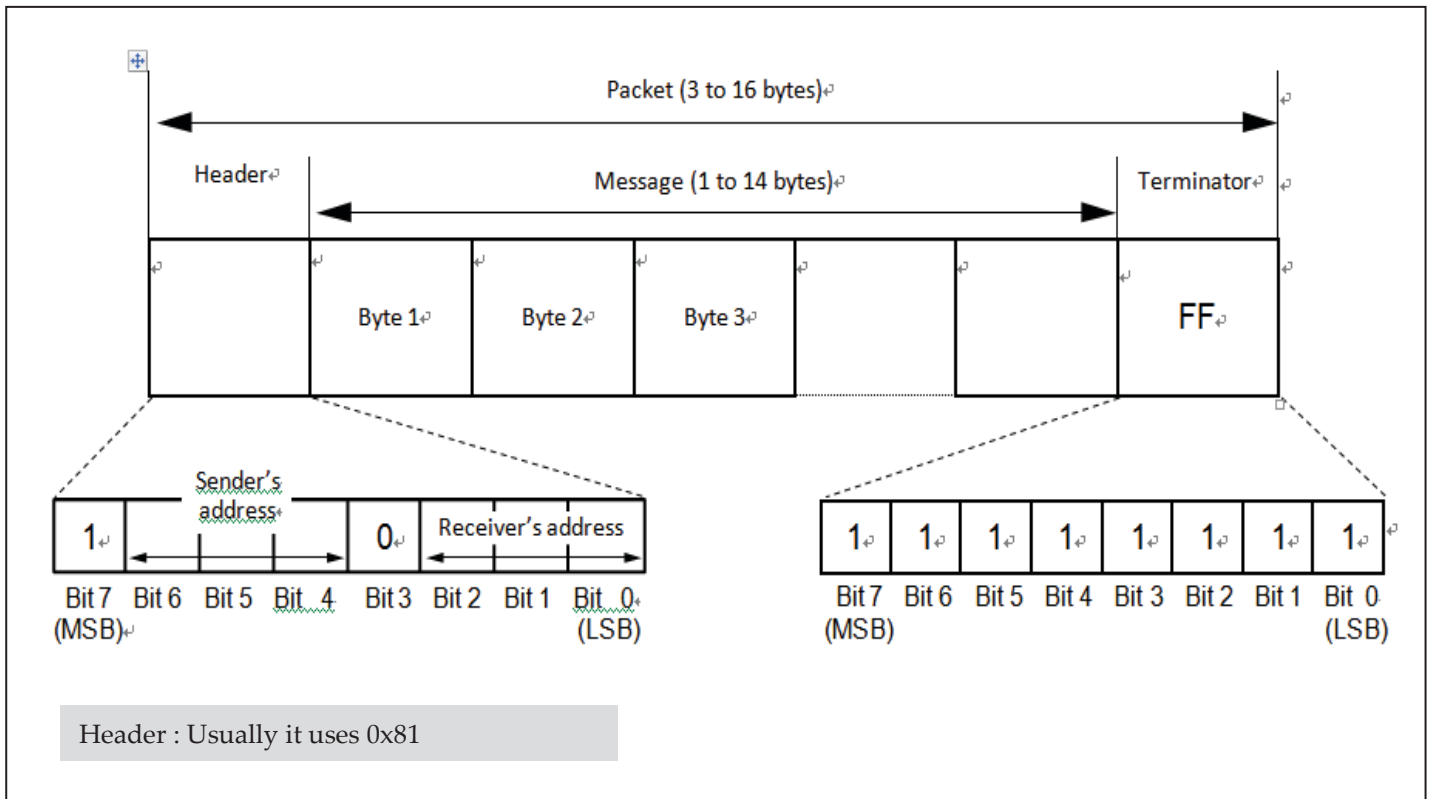 Packet (3 to 16 bytes)↵
Header↵
Message (1 to 14 bytes)↵
Terminator↵
Byte 1↵
Byte 2↵
Byte 3↵
FF↵
Sender's
address
1 0 Receiver's address
Bit 7 Bit 6 Bit 5 Bit 4 Bit 3 Bit 2 Bit 1 Bit 0
(MSB) (LSB)
1 1 1 1 1 1 1 1
Bit 7 Bit 6 Bit 5 Bit 4 Bit 3 Bit 2 Bit 1 Bit 0
(MSB) (LSB)
Header : Usually it uses 0x81